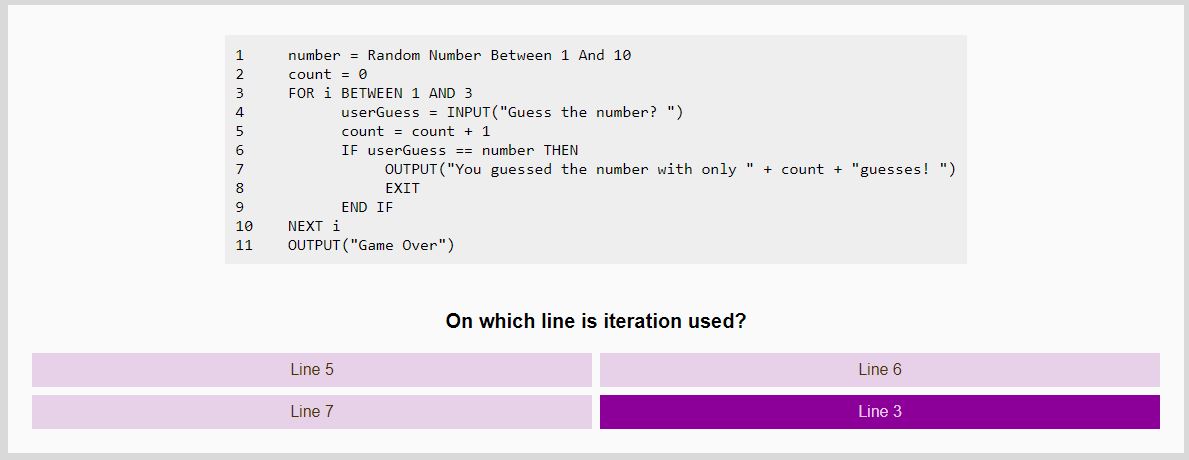 1 number = Random Number Between 1 And 10
2 count = 0
3 FOR i BETWEEN 1 AND 3
4 userGuess = INPUT("Guess the number? ")
5 count = count + 1
6 IF userGuess == number THEN
7 OUTPUT("You guessed the number with only " + count + "guesses! ")
8 EXIT
9 END IF
10 NEXT i
11 OUTPUT("Game Over")
On which line is iteration used?
Line 5
Line 6
Line 7
Line 3